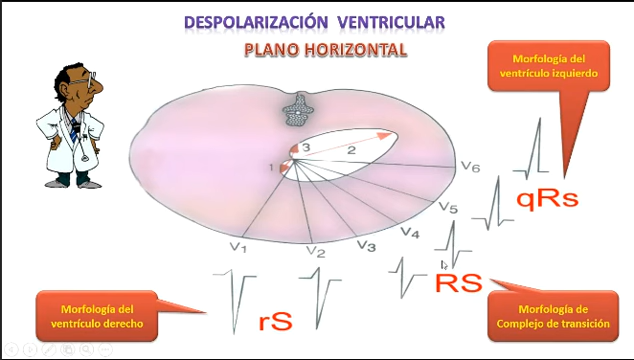 DESPOLARIZACIÓN VENTRICULAR
PLANO HORIZONTAL
Morfología del
ventrículo izquierdo
3
2
1
V6
qRs
V5
V4
V3
V2
V1
RS
rS
Morfología del
ventrículo derecho
Morfología de
Complejo de transición